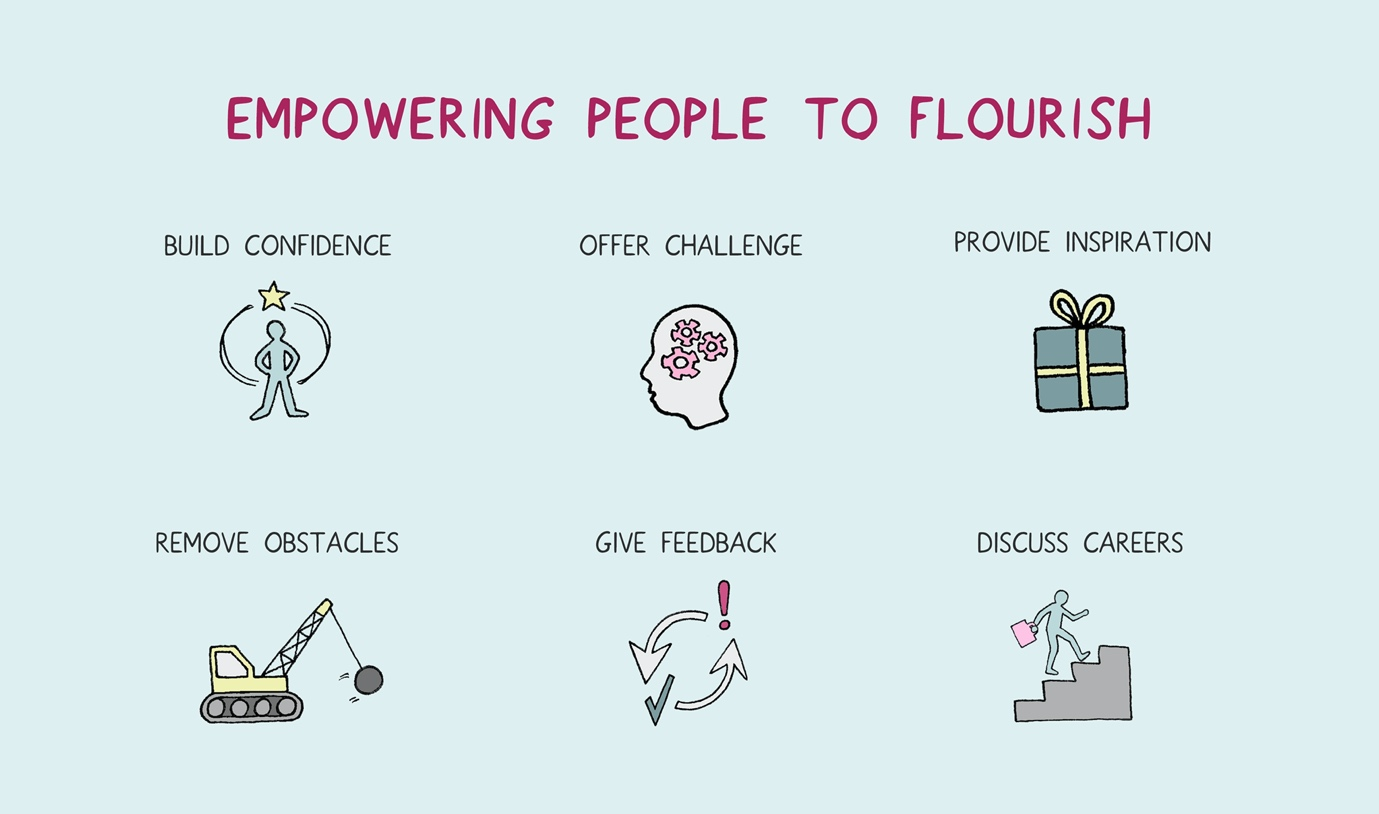 EMPOWERING PEOPLE TO FLOURISH
BUILD CONFIDENCE
OFFER CHALLENGE
PROVIDE INSPIRATION
REMOVE OBSTACLES
GIVE FEEDBACK
DISCUSS CAREERS